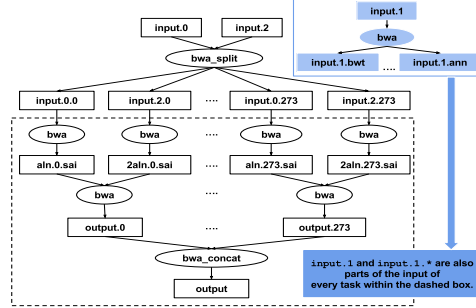 input.0 input.2
input.1
bwa
bwa_split
input.1.bwt .... input.1.ann
input.0.0 input.2.0 .... input.0.273 input.2.273
bwa bwa .... bwa bwa
aln.0.sai 2aln.0.sai aln.273.sai 2aln.273.sai
bwa .... bwa
output.0 .... output.273
bwa_concat
output
input.1 and input.1.* are also
parts of the input of
every task within the dashed box.